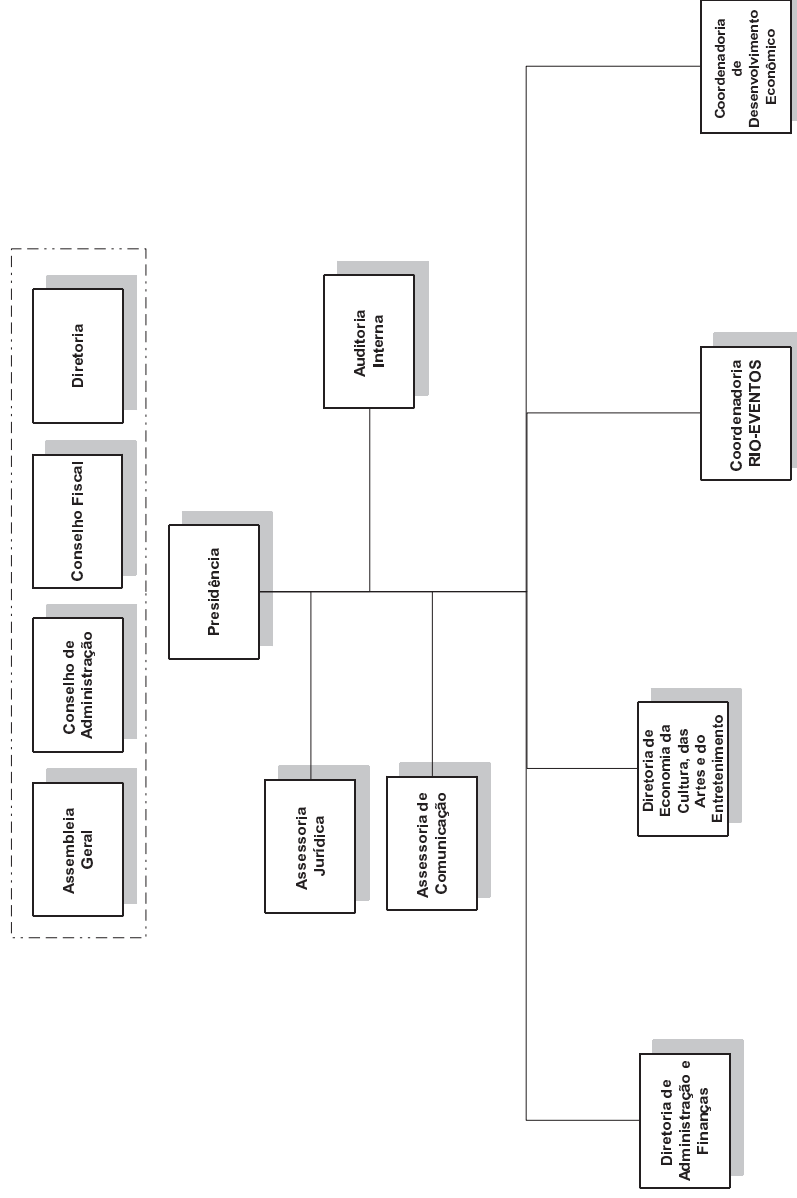 Assembleia
Geral
Conselho de
Administração
Conselho Fiscal
Diretoria
Presidência
Assessoria
Jurídica
Auditoria
Interna
Assessoria de
Comunicação
Diretoria de
Administração e
Finanças
Diretoria de
Economia da
Cultura, das
Artes e do
Entretenimento
Coordenadoria
RIO-EVENTOS
Coordenadoria
de
Desenvolvimento
Econômico